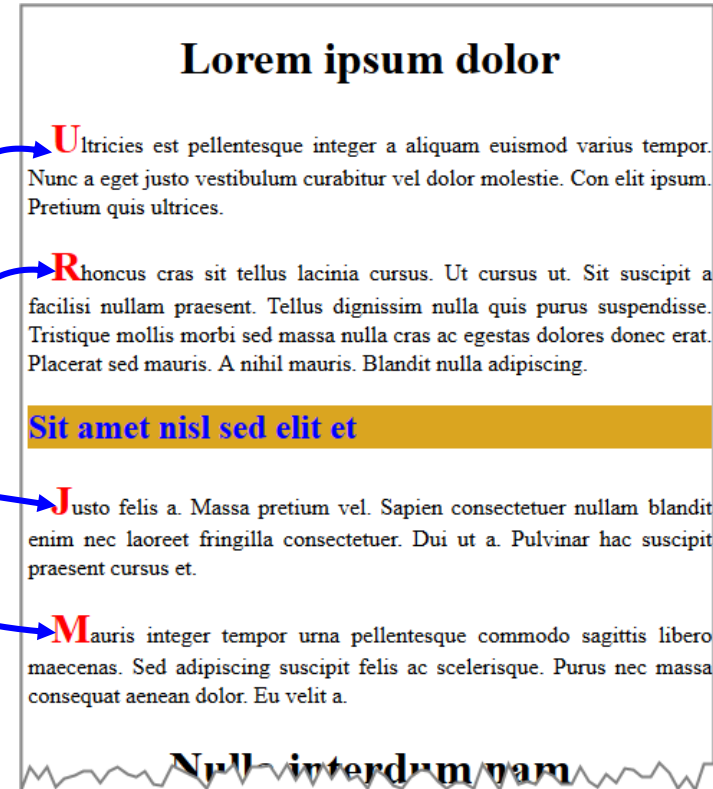 Lorem ipsum dolor
Ultricies est pellentesque integer a aliquam euismod varius tempor.
Nunc a eget justo vestibulum curabitur vel dolor molestie. Con elit ipsum.
Pretium quis ultrices.
Rhoncus cras sit tellus lacinia cursus. Ut cursus ut. Sit suscipit a
facilisi nullam praesent. Tellus dignissim nulla quis purus suspendisse.
Tristique mollis morbi sed massa nulla cras ac egestas dolores donec erat.
Placerat sed mauris. A nihil mauris. Blandit nulla adipiscing.
Sit amet nisl sed elit et
Justo felis a. Massa pretium vel. Sapien consectetuer nullam blandit
enim nec laoreet fringilla consectetuer. Dui ut a. Pulvinar hac suscipit
praesent cursus et.
Mauris integer tempor urna pellentesque commodo sagittis libero
maecenas. Sed adipiscing suscipit felis ac scelerisque. Purus nec massa
consequat aenean dolor. Eu velit a.
Nulla interdum nam